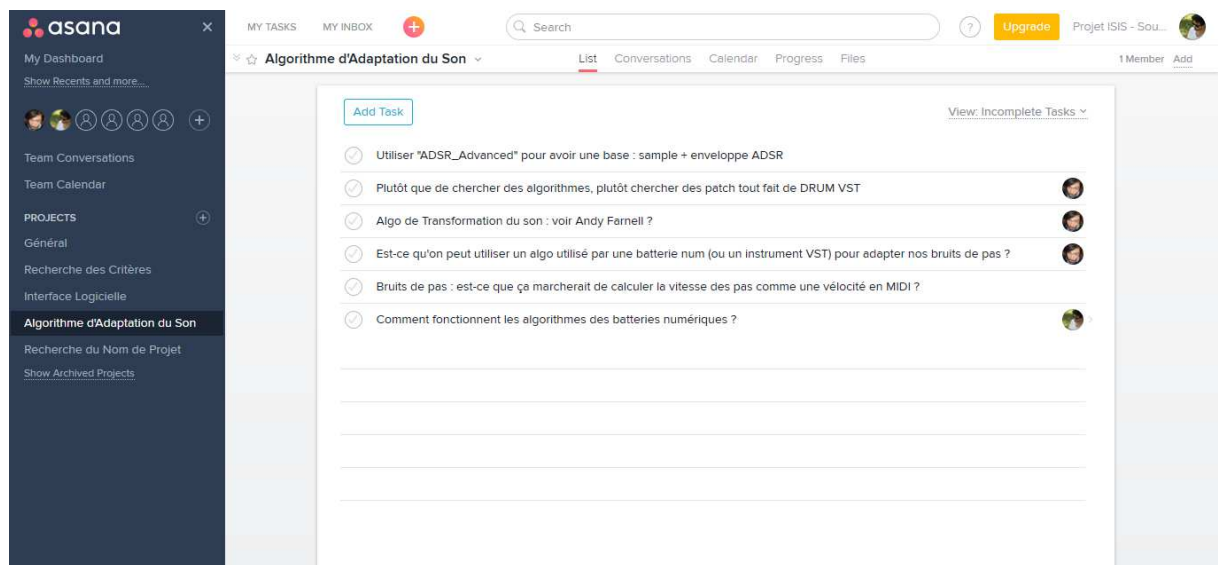 asana ×
My Dashboard
Show Recents and more...
Team Conversations
Team Calendar
PROJECTS
Général
Recherche des Critères
Interface Logicielle
Algorithme d'Adaptation du Son
Recherche du Nom de Projet
Show Archived Projects
MY TASKS MY INBOX + Search ? Upgrade Projet ISIS - Sou...
Algorithme d'Adaptation du Son List Conversations Calendar Progress Files 1 Member Add
Add Task View: Incomplete Tasks
Utiliser "ADSR_Advanced" pour avoir une base : sample + enveloppe ADSR
Plutôt que de chercher des algorithmes, plutôt chercher des patch tout fait de DRUM VST
Algo de Transformation du son : voir Andy Farnell ?
Est-ce qu'on peut utiliser un algo utilisé par une batterie num (ou un instrument VST) pour adapter nos bruits de pas ?
Bruits de pas : est-ce que ça marcherait de calculer la vitesse des pas comme une vélocité en MIDI ?
Comment fonctionnent les algorithmes des batteries numériques ?